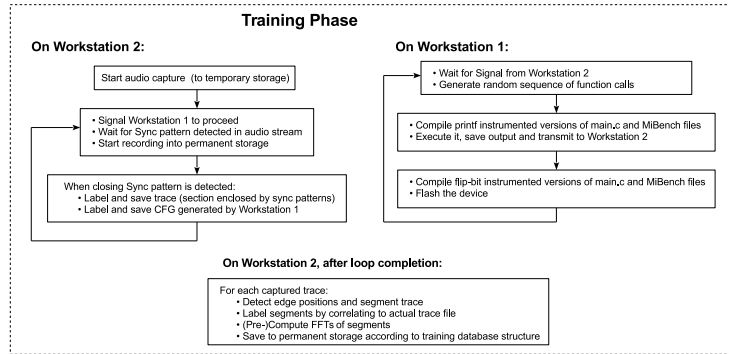 Training Phase
On Workstation 2:
Start audio capture (to temporary storage)
• Signal Workstation 1 to proceed
• Wait for Sync pattern detected in audio stream
• Start recording into permanent storage
When closing Sync pattern is detected:
• Label and save trace (section enclosed by sync patterns)
• Label and save CFG generated by Workstation 1
On Workstation 1:
• Wait for Signal from Workstation 2
• Generate random sequence of function calls
• Compile printf instrumented versions of main.c and MiBench files
• Execute it, save output and transmit to Workstation 2
• Compile flip-bit instrumented versions of main.c and MiBench files
• Flash the device
On Workstation 2, after loop completion:
For each captured trace:
• Detect edge positions and segment trace
• Label segments by correlating to actual trace file
• (Pre-)Compute FFTs of segments
• Save to permanent storage according to training database structure